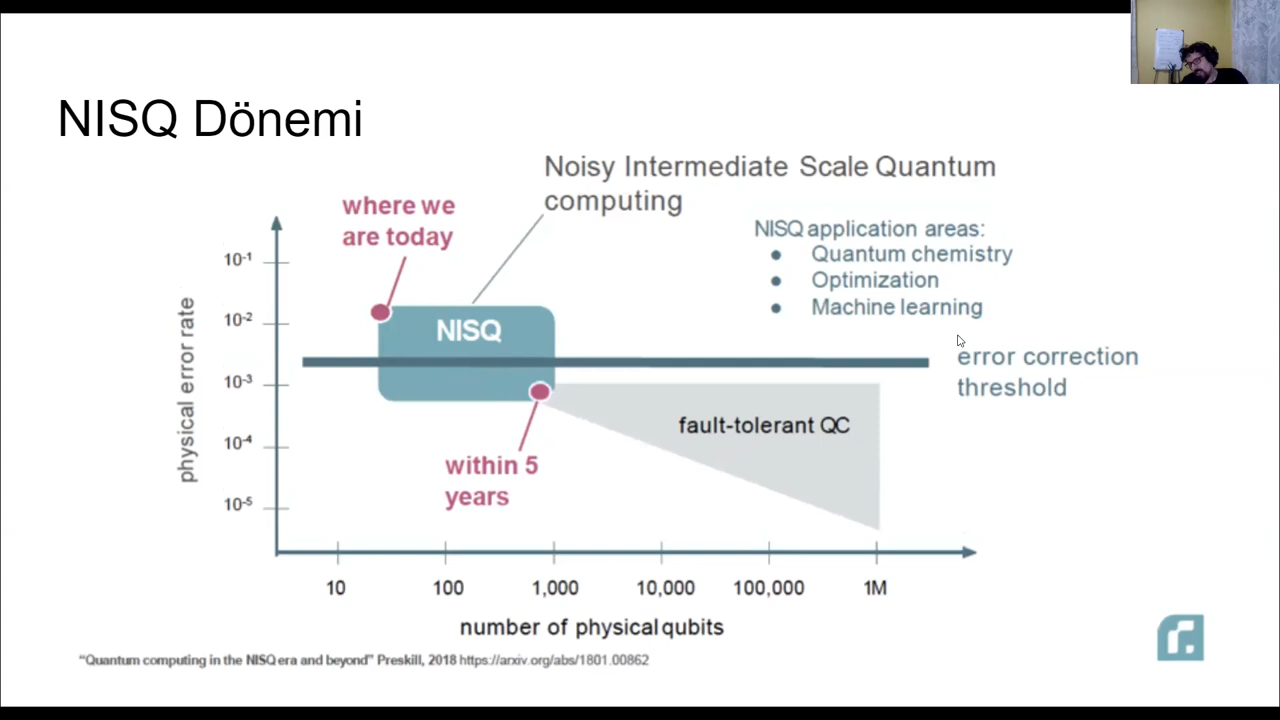 NISQ Dönemi
Noisy Intermediate Scale Quantum
computing
where we
are today
NISQ application areas:
● Quantum chemistry
● Optimization
● Machine learning
NISQ
error correction
threshold
fault-tolerant QC
within 5
years
physical error rate
10-1
10-2
10-3
10-4
10-5
10 100 1,000 10,000 100,000 1M
number of physical qubits
"Quantum computing in the NISQ era and beyond" Preskill, 2018 https://arxiv.org/abs/1801.00862
r.